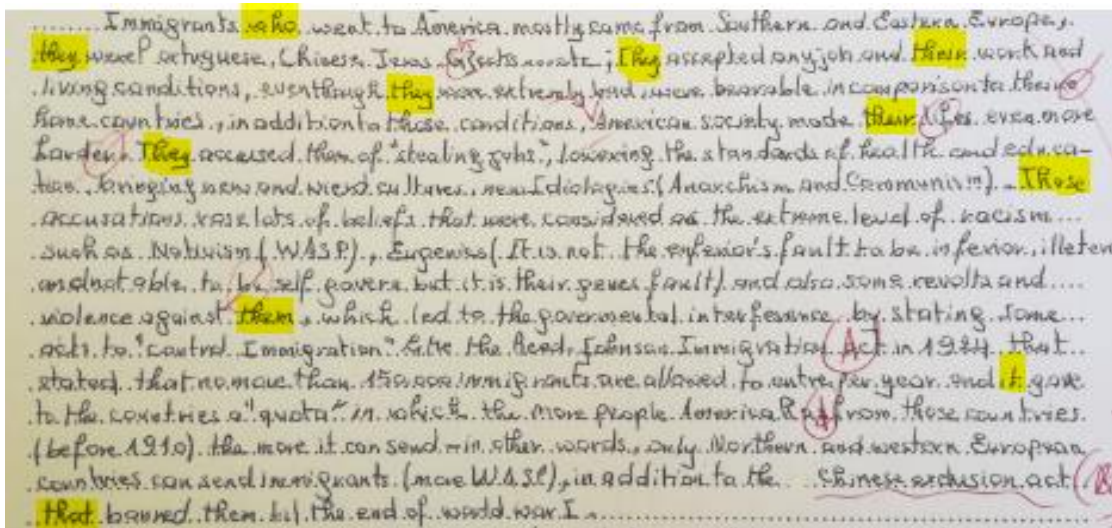 ........Immigrants who went to America mostly came from Southern and Eastern Europe,
they were Portuguese, Chinese, Jews ; They accepted any job and their work and
living conditions, eventhough they were extremely bad, were bearable in comparison to their
home countries, in addition to those conditions, American society made their lifes even more
harder. They accused them of "stealing jobs", lowering the standards of health and educa-
tion, bringing new and wierd cultures, new Idiologies (Anarchism and Communism). Those
accusations rose lots of beliefs that were considered as the extreme level of racism....
such as Nativism (WASP), Eugenics (It is not the enferior's fault to be inferior, illeter
and not able to be self govern but it is their genes fault) and also some revolts and ....
violence against them, which led to the governmental interference by stating some...
acts to "control Immigration" like the Reed Johnson Immigration Act in 1924 that..
stated that no more than 150.000 immigrants are allowed to entre per year and it gave
to the countries a "quota" in which the more people America had from those countries.
(before 1910) the more it can send - in other words, only Northern and western European
countries can send immigrants (more WASP), in addition to the .. Chinese exclusion act
that banned them till the end of world war I.................